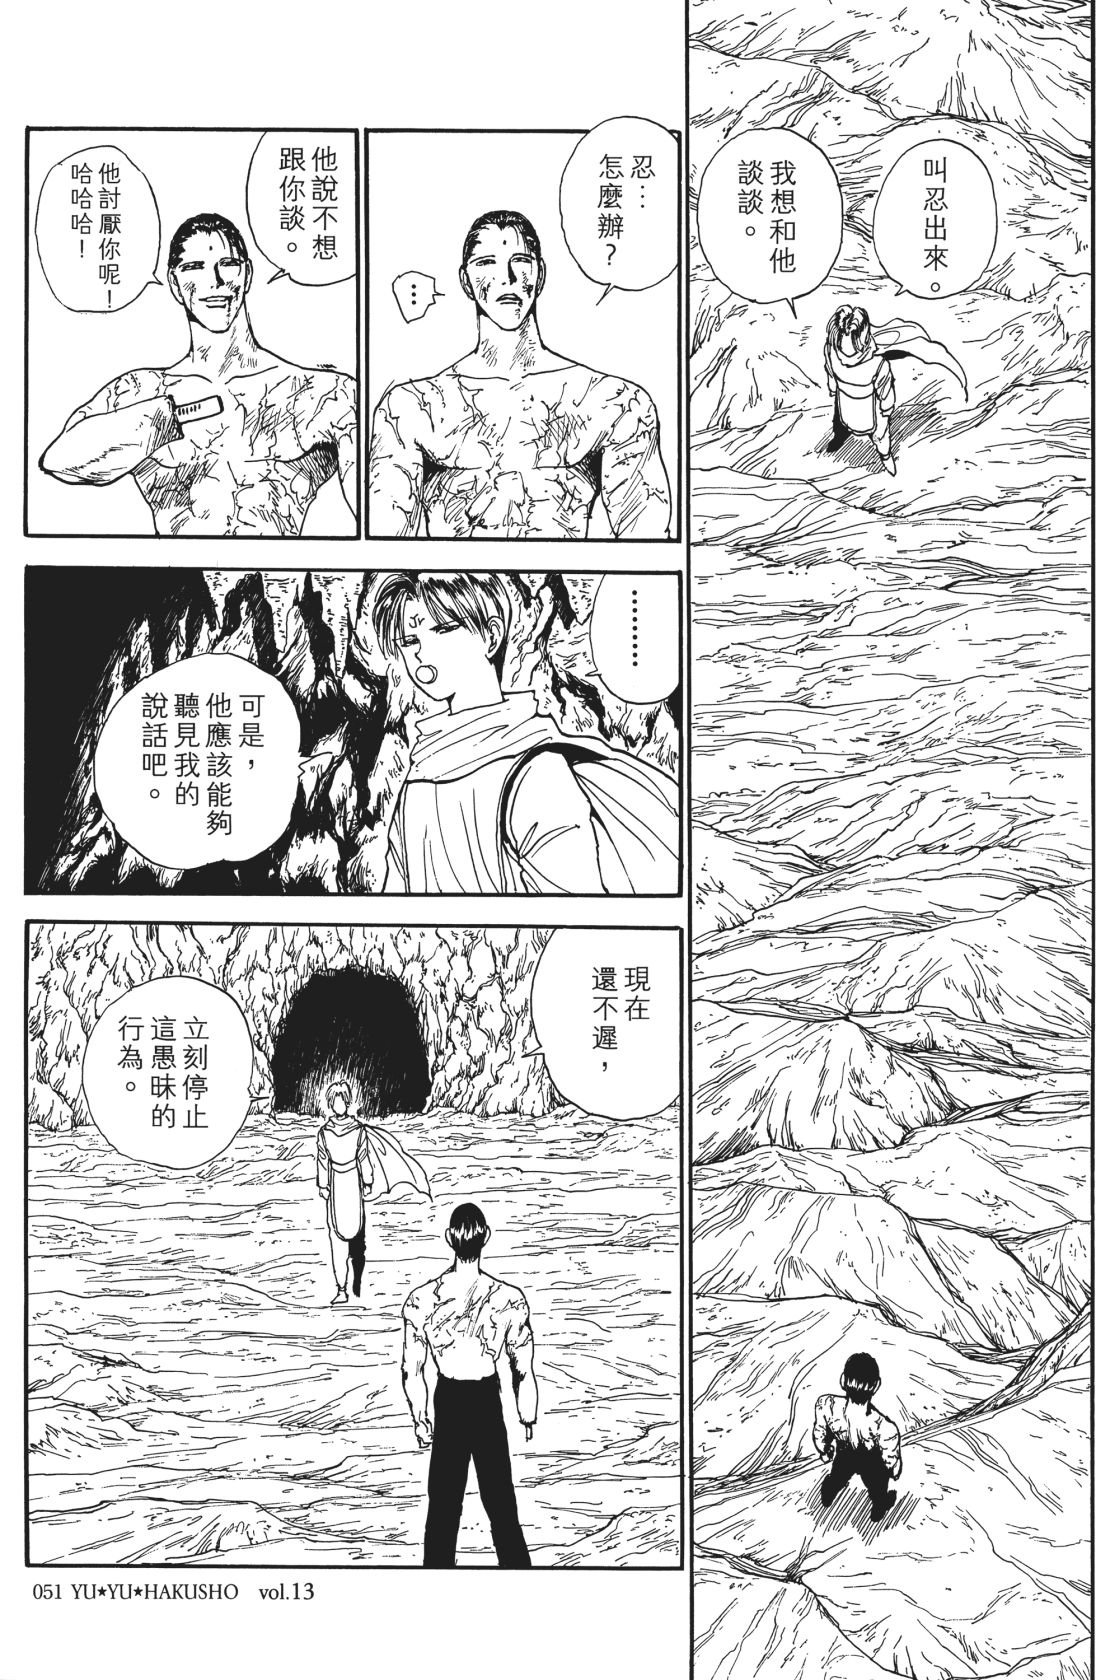 叫忍出來。
我想和他
談談。
忍…
怎麼辦？
…
他說不想
跟你談。
他討厭你呢！
哈哈哈！
………
可是，
他應該能夠
聽見我的
說話吧。
現在
還不遲，
立刻停止
這愚昧的
行為。
051 YU★YU★HAKUSHO vol.13